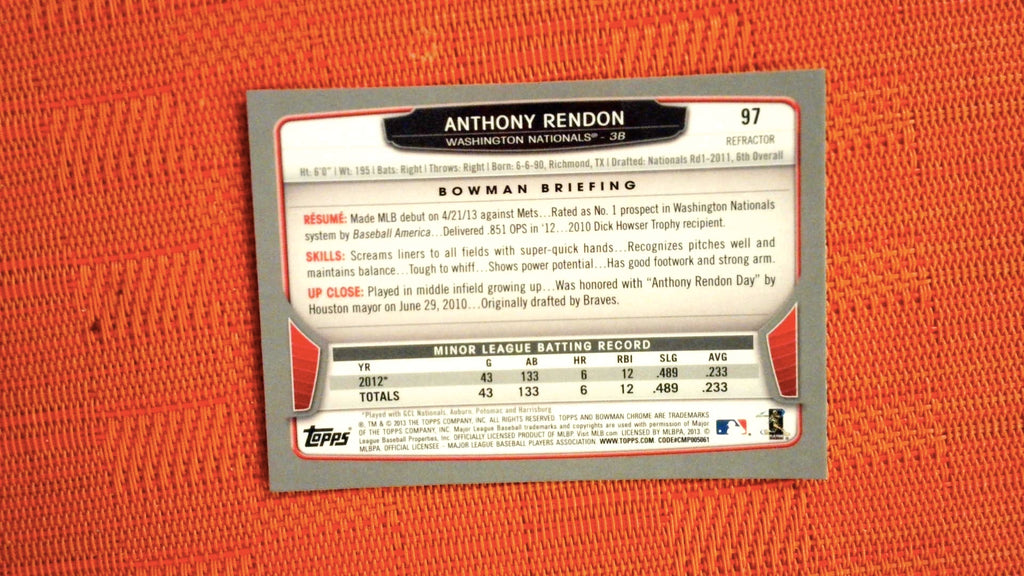 ANTHONY RENDON
WASHINGTON NATIONALS® - 3B
97
REFRACTOR
Ht: 6'0" | Wt: 195 | Bats: Right | Throws: Right | Born: 6-6-90, Richmond, TX | Drafted: Nationals Rd1-2011, 6th Overall
BOWMAN BRIEFING
RÉSUMÉ: Made MLB debut on 4/21/13 against Mets...Rated as No. 1 prospect in Washington Nationals
system by Baseball America...Delivered .851 OPS in '12...2010 Dick Howser Trophy recipient.
SKILLS: Screams liners to all fields with super-quick hands...Recognizes pitches well and
maintains balance...Tough to whiff...Shows power potential...Has good footwork and strong arm.
UP CLOSE: Played in middle infield growing up...Was honored with "Anthony Rendon Day" by
Houston mayor on June 29, 2010...Originally drafted by Braves.
MINOR LEAGUE BATTING RECORD
YR G AB HR RBI SLG AVG
2012* 43 133 6 12 .489 .233
TOTALS 43 133 6 12 .489 .233
*Played with GCL Nationals, Auburn, Potomac and Harrisburg
®, TM & © 2013 THE TOPPS COMPANY, INC. ALL RIGHTS RESERVED. TOPPS AND BOWMAN CHROME ARE TRADEMARKS
OF THE TOPPS COMPANY, INC. Major League Baseball trademarks and copyrights are used with permission of Major
League Baseball Properties, Inc. OFFICIALLY LICENSED PRODUCT OF MLBP Visit MLB.com LICENSED BY MLBPA, 2013 ©
MLBPA. OFFICIAL LICENSEE - MAJOR LEAGUE BASEBALL PLAYERS ASSOCIATION. WWW.TOPPS.COM CODE#CMP005061
Topps